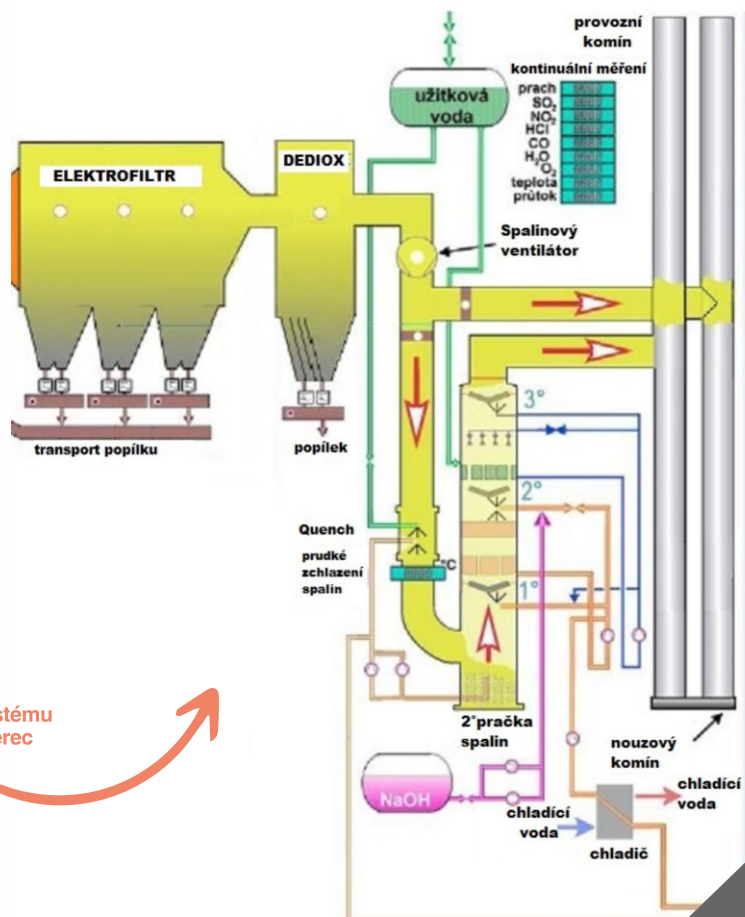 provozní
komín
kontinuální měření
prach
SO2
NO2
HCl
CO
H2O
O2
teplota
průtok
užitková
voda
ELEKTROFILTR
DEDIOX
Spalinový
ventilátor
transport popílku
popílek
3°
2°
1°
Quench
prudké
zchlazení
spalin
°C
stému
erec
2°pračka
spalin
nouzový
komín
NaOH
chladící
voda
chladící
voda
chladič